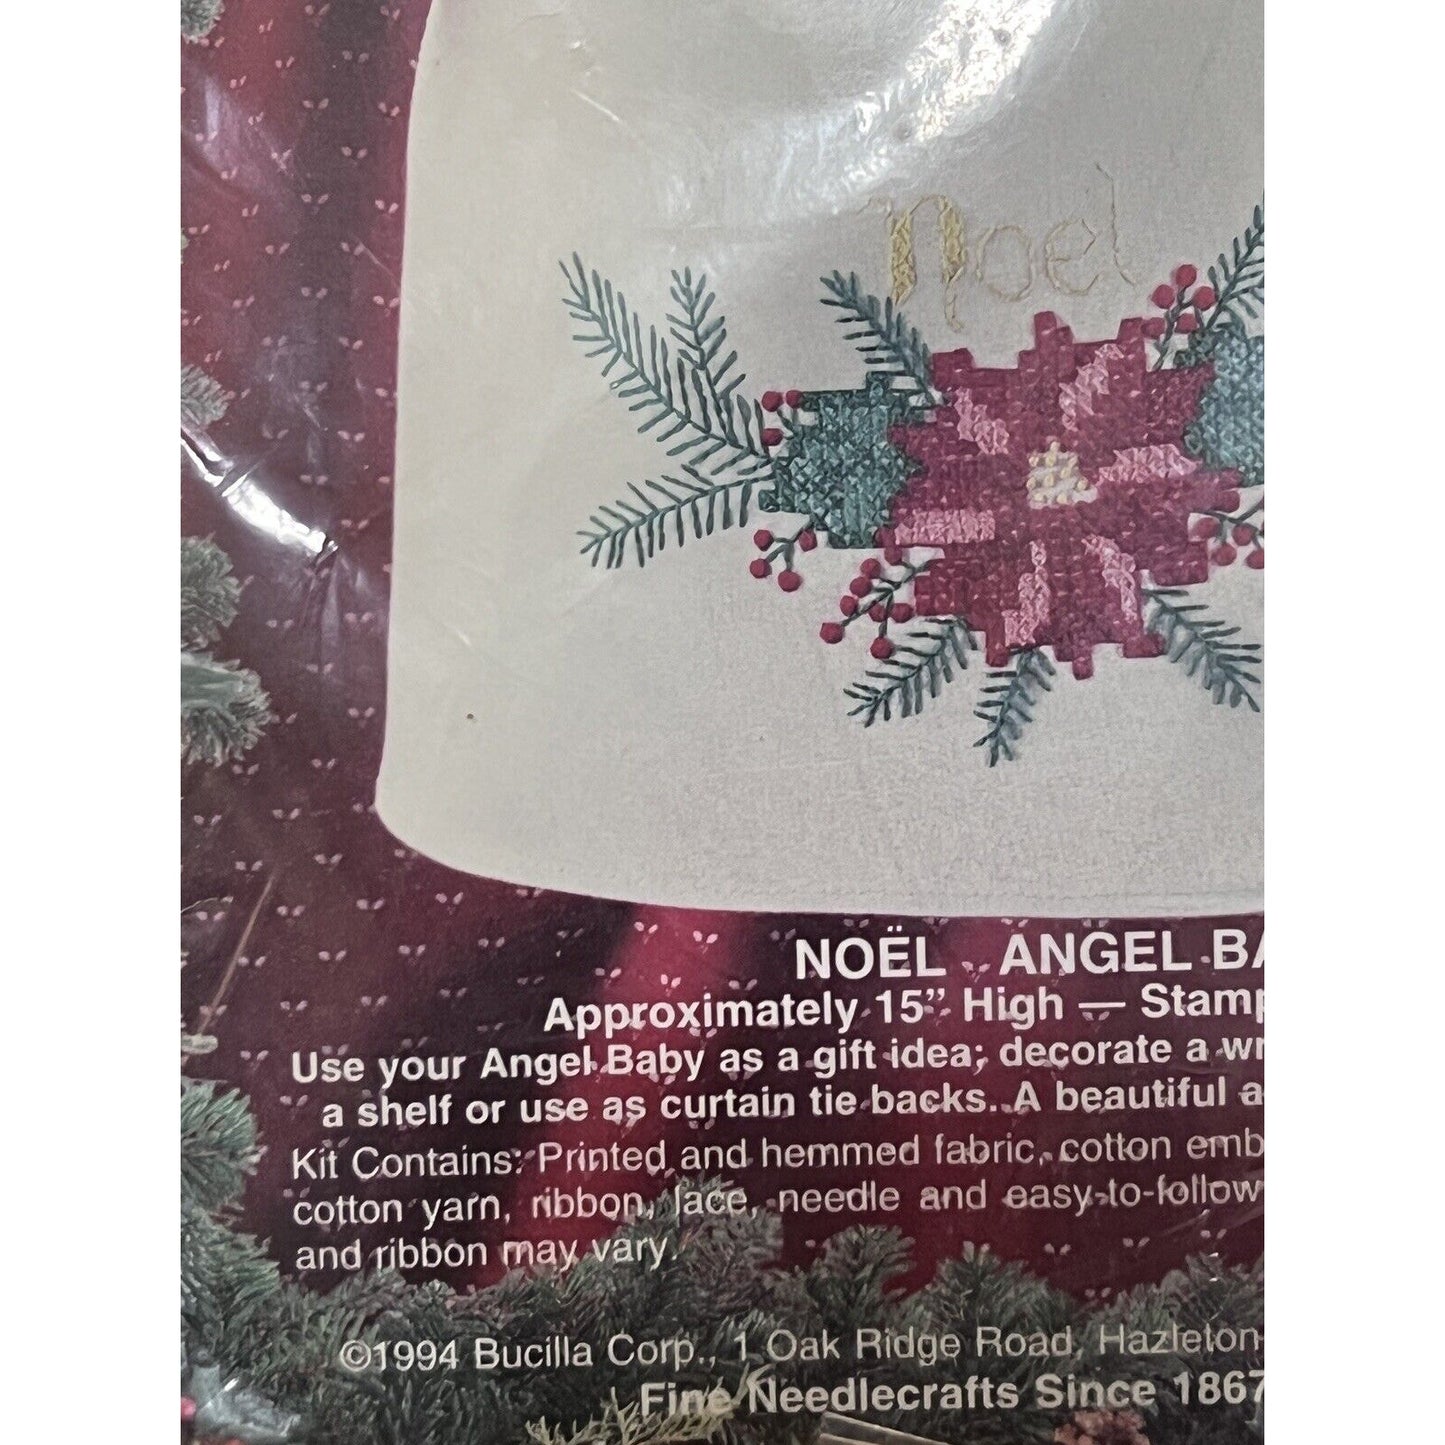 Noel
NOËL ANGEL BA
Approximately 15” High — Stamp
Use your Angel Baby as a gift idea; decorate a wr
a shelf or use as curtain tie backs. A beautiful a
Kit Contains: Printed and hemmed fabric, cotton emb
cotton yarn, ribbon, lace, needle and easy-to-follow
and ribbon may vary.
©1994 Bucilla Corp., 1 Oak Ridge Road, Hazleton
Fine Needlecrafts Since 1867